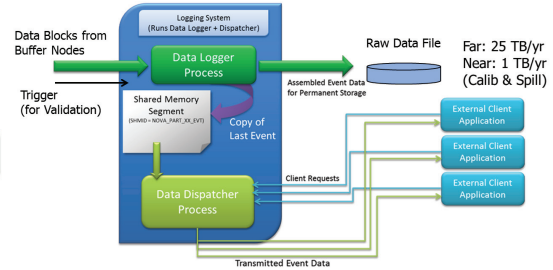 Logging System
(Runs Data Logger + Dispatcher)
Data Blocks from
Buffer Nodes
Data Logger
Process
Raw Data File
Far: 25 TB/yr
Near: 1 TB/yr
(Calib & Spill)
Trigger
(for Validation)
Assembled Event Data
for Permanent Storage
Shared Memory
Segment
(SHMID = NOVA_PART_XX_EVT)
Copy of
Last Event
External Client
Application
External Client
Application
External Client
Application
Client Requests
Data Dispatcher
Process
Transmitted Event Data